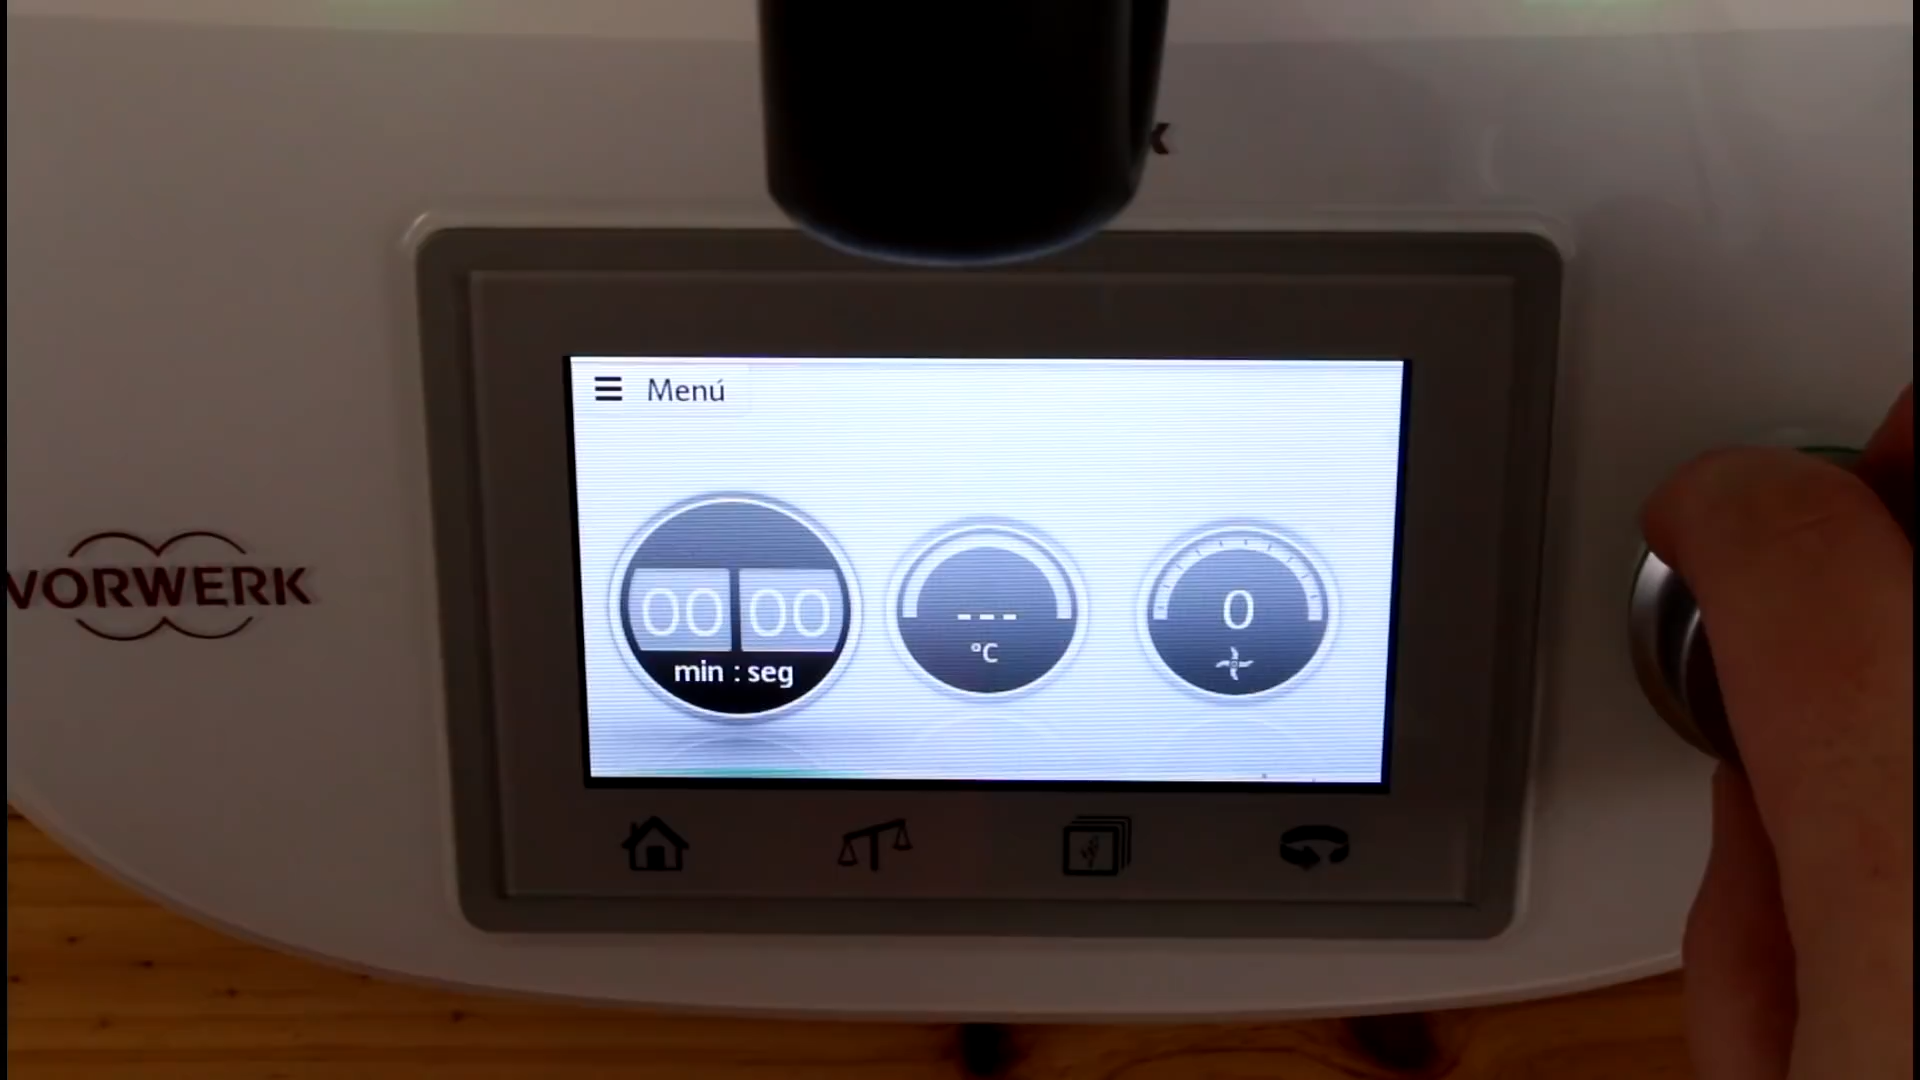 Menú
00 00
min : seg
---
°C
0
VORWERK